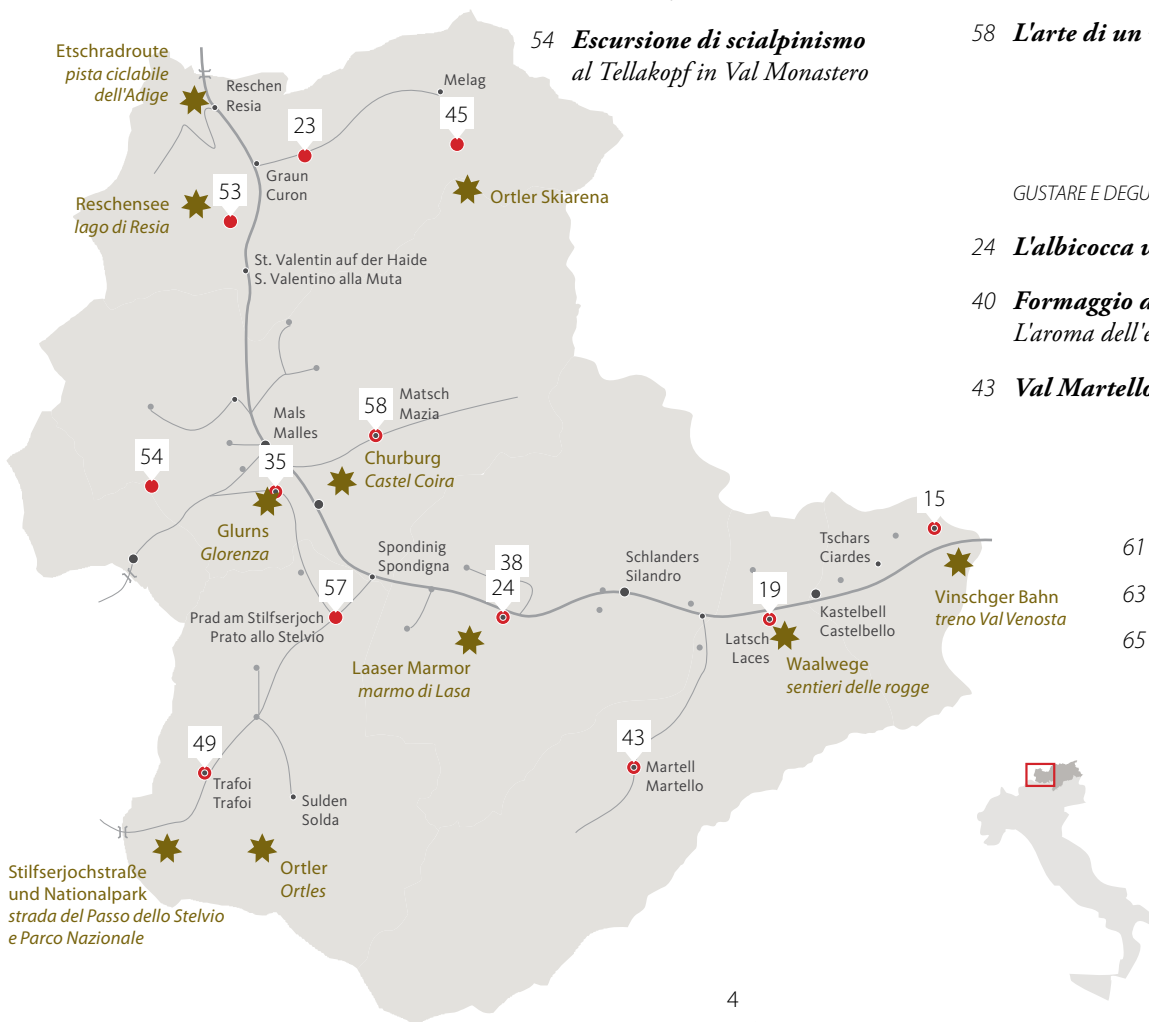 54 Escursione di scialpinismo
al Tellakopf in Val Monastero
58 L'arte di un
GUSTARE E DEGU
24 L'albicocca
40 Formaggio
L'aroma dell'e
43 Val Martello
61
63
65
Etschradroute
pista ciclabile
dell'Adige
Reschen
Resia
Melag
23
45
Graun
Curon
Reschensee
lago di Resia
53
Ortler Skiarena
St. Valentin auf der Haide
S. Valentino alla Muta
58
Matsch
Mazia
Mals
Malles
54
35
Churburg
Castel Coira
Glurns
Glorenza
Spondinig
Spondigna
38
24
57
Prad am Stilfserjoch
Prato allo Stelvio
Laaser Marmor
marmo di Lasa
Schlanders
Silandro
15
Tschars
Ciardes
19
Kastelbell
Castelbello
Latsch
Laces
Vinschger Bahn
treno Val Venosta
Waalwege
sentieri delle rogge
43
Martell
Martello
49
Trafoi
Trafoi
Sulden
Solda
Stilfserjochstraße
und Nationalpark
strada del Passo dello Stelvio
e Parco Nazionale
Ortler
Ortles
4